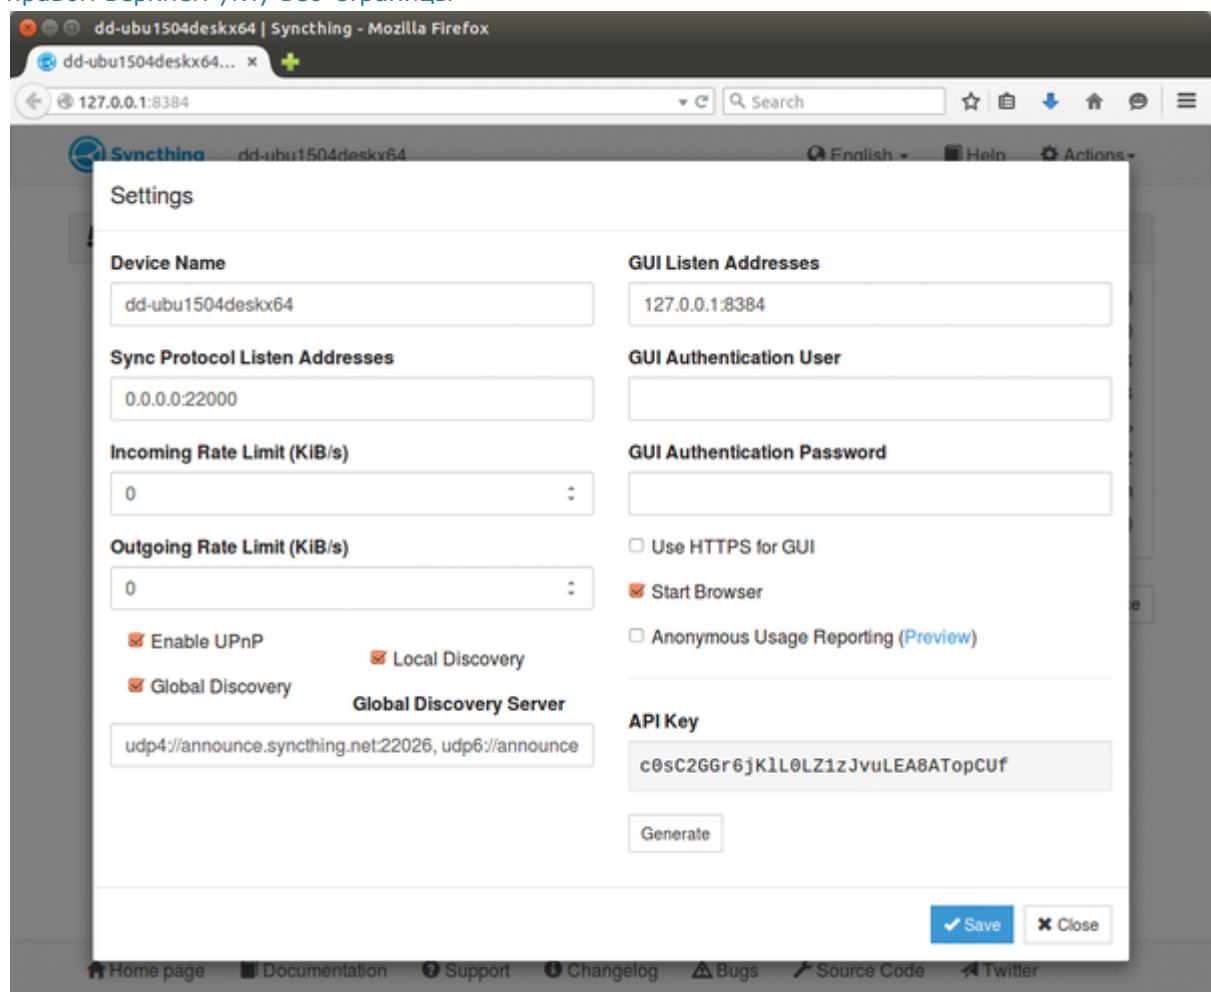 dd-ubu1504deskx64 | Syncthing - Mozilla Firefox
dd-ubu1504deskx64... ×
127.0.0.1:8384 Search
Syncthing dd-ubu1504deskx64 English Help Actions
Settings
Device Name
dd-ubu1504deskx64
Sync Protocol Listen Addresses
0.0.0.0:22000
Incoming Rate Limit (KiB/s)
0
Outgoing Rate Limit (KiB/s)
0
Enable UPnP
Local Discovery
Global Discovery
Global Discovery Server
udp4://announce.syncthing.net:22026, udp6://announce
GUI Listen Addresses
127.0.0.1:8384
GUI Authentication User
GUI Authentication Password
Use HTTPS for GUI
Start Browser
Anonymous Usage Reporting (Preview)
API Key
c0sC2GGr6jKlL0LZ1zJvuLEA8ATopCUf
Generate
Save Close
Home page Documentation Support Changelog Bugs Source Code Twitter